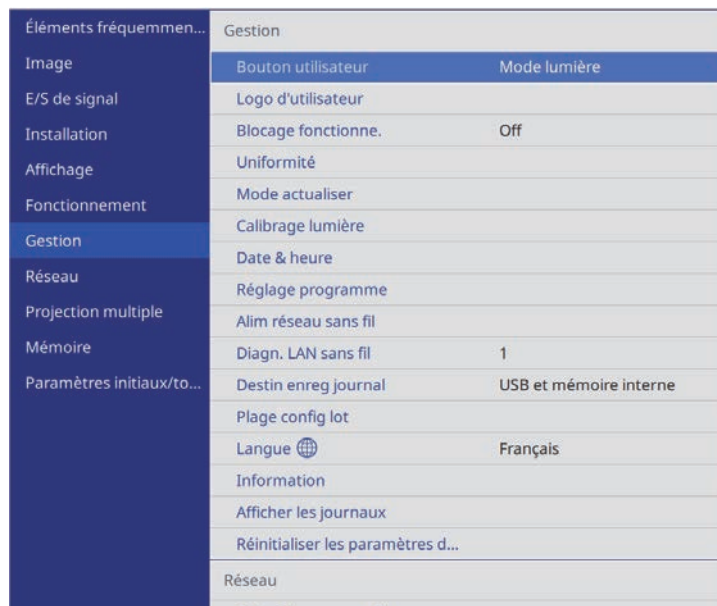 Éléments fréquemmen...
Image
E/S de signal
Installation
Affichage
Fonctionnement
Gestion
Réseau
Projection multiple
Mémoire
Paramètres initiaux/to...
Gestion
Bouton utilisateur Mode lumière
Logo d'utilisateur
Blocage fonctionne. Off
Uniformité
Mode actualiser
Calibrage lumière
Date & heure
Réglage programme
Alim réseau sans fil
Diagn. LAN sans fil 1
Destin enreg journal USB et mémoire interne
Plage config lot
Langue Français
Information
Afficher les journaux
Réinitialiser les paramètres d...
Réseau